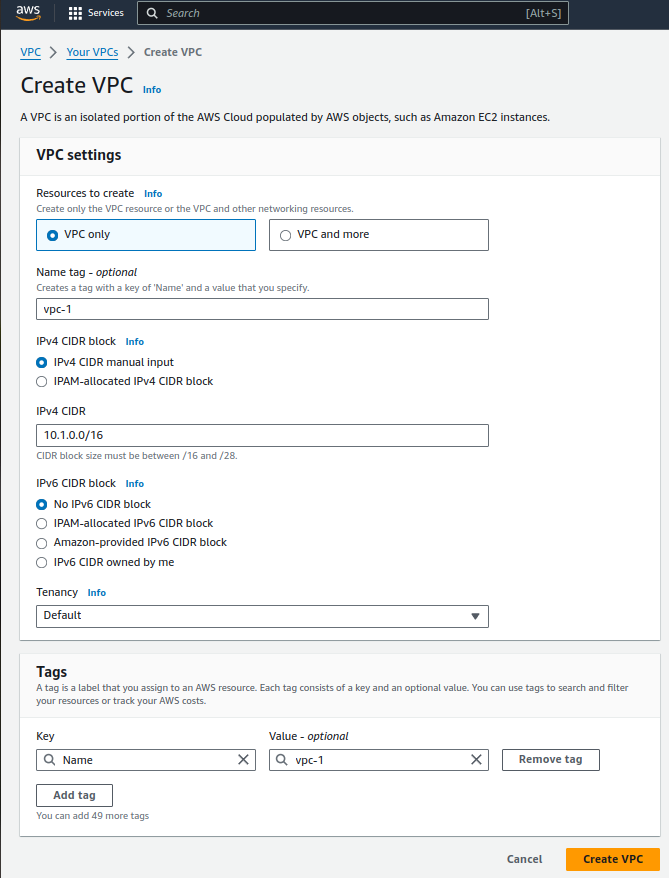 aws
Services
Search
[Alt+S]
VPC > Your VPCs > Create VPC
Create VPC Info
A VPC is an isolated portion of the AWS Cloud populated by AWS objects, such as Amazon EC2 instances.
VPC settings
Resources to create Info
Create only the VPC resource or the VPC and other networking resources.
VPC only
VPC and more
Name tag - optional
Creates a tag with a key of 'Name' and a value that you specify.
vpc-1
IPv4 CIDR block Info
IPv4 CIDR manual input
IPAM-allocated IPv4 CIDR block
IPv4 CIDR
10.1.0.0/16
CIDR block size must be between /16 and /28.
IPv6 CIDR block Info
No IPv6 CIDR block
IPAM-allocated IPv6 CIDR block
Amazon-provided IPv6 CIDR block
IPv6 CIDR owned by me
Tenancy Info
Default
Tags
A tag is a label that you assign to an AWS resource. Each tag consists of a key and an optional value. You can use tags to search and filter
your resources or track your AWS costs.
Key
Value - optional
Name
vpc-1
Remove tag
Add tag
You can add 49 more tags
Cancel
Create VPC